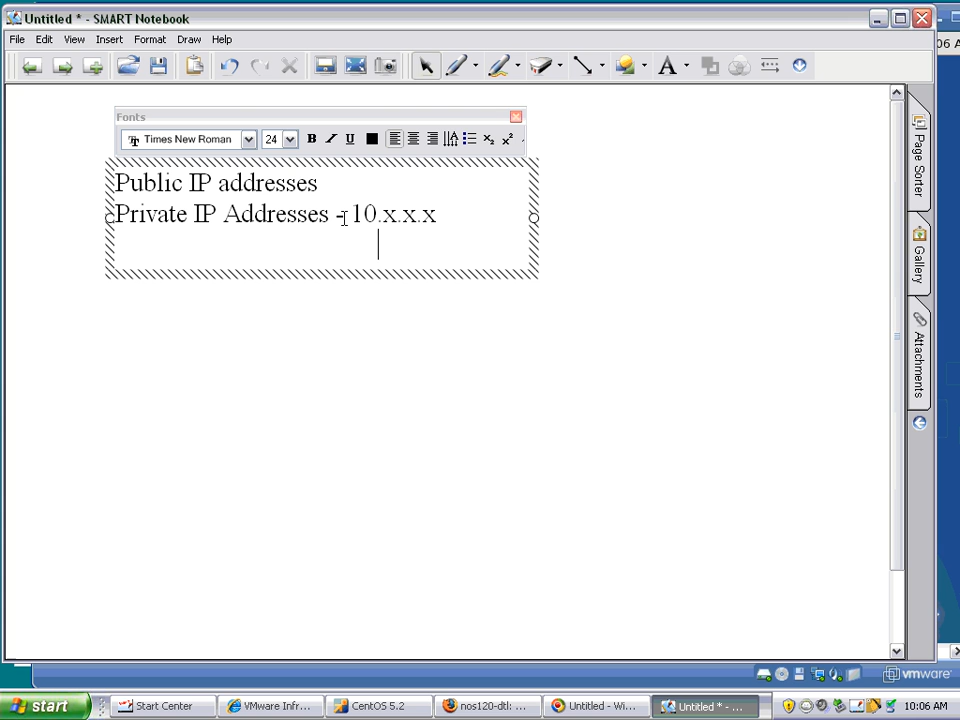 Untitled * - SMART Notebook
06 A
File Edit View Insert Format Draw Help
Fonts
Times New Roman 24 B I U
Public IP addresses
Private IP Addresses - 10.x.x.x
Page Sorter
Gallery
Attachments
vmware
start Start Center VMware Infr... CentOS 5.2 nos120-dtl: ... Untitled - Wi... Untitled * - ... 10:06 AM